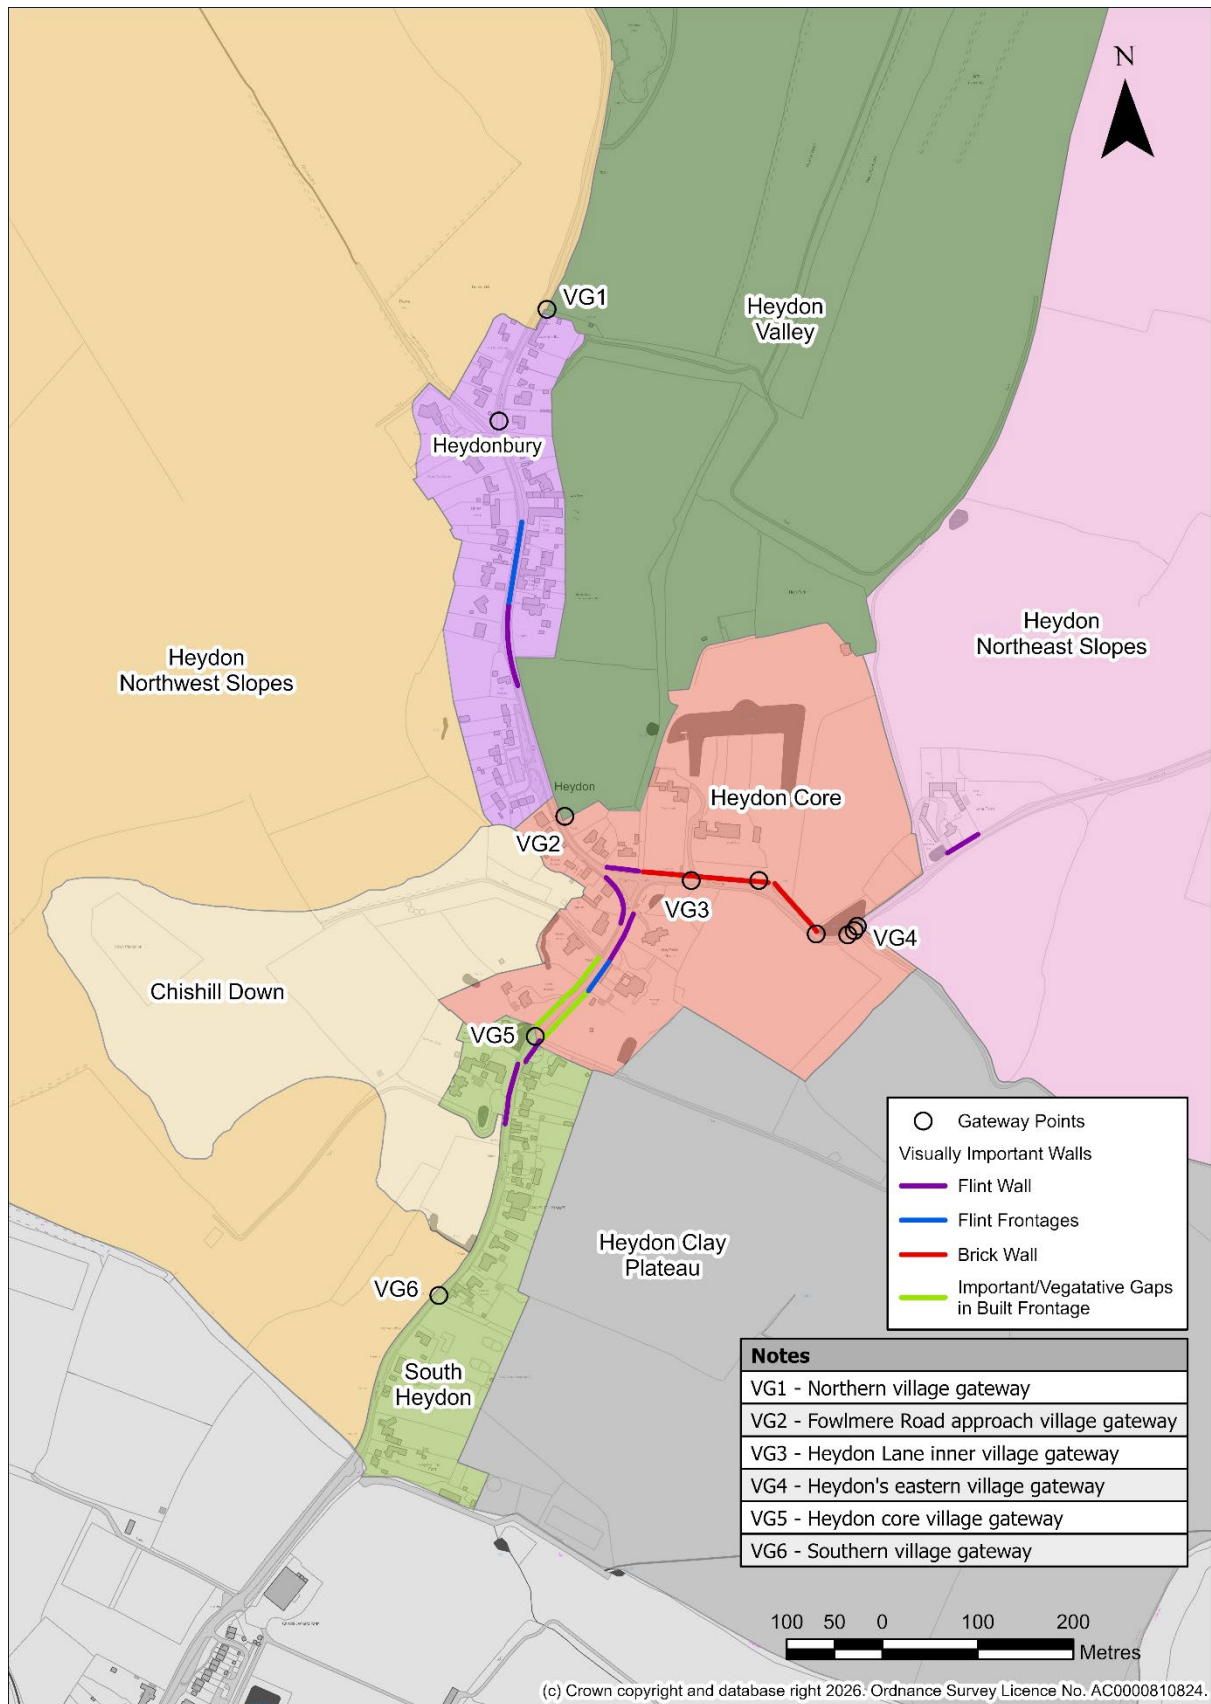 N
VG1
Heydon
Valley
Heydonbury
Heydon
Northeast Slopes
Heydon
Northwest Slopes
Heydon
Heydon Core
VG2
VG3
VG4
Chishill Down
VG5
Gateway Points
Visually Important Walls
Flint Wall
Flint Frontages
Brick Wall
Important/Vegatative Gaps
in Built Frontage
Heydon Clay
Plateau
VG6
South
Heydon
Notes
VG1 - Northern village gateway
VG2 - Fowlmere Road approach village gateway
VG3 - Heydon Lane inner village gateway
VG4 - Heydon's eastern village gateway
VG5 - Heydon core village gateway
VG6 - Southern village gateway
100 50 0 100 200
Metres
(c) Crown copyright and database right 2026. Ordnance Survey Licence No. AC0000810824.